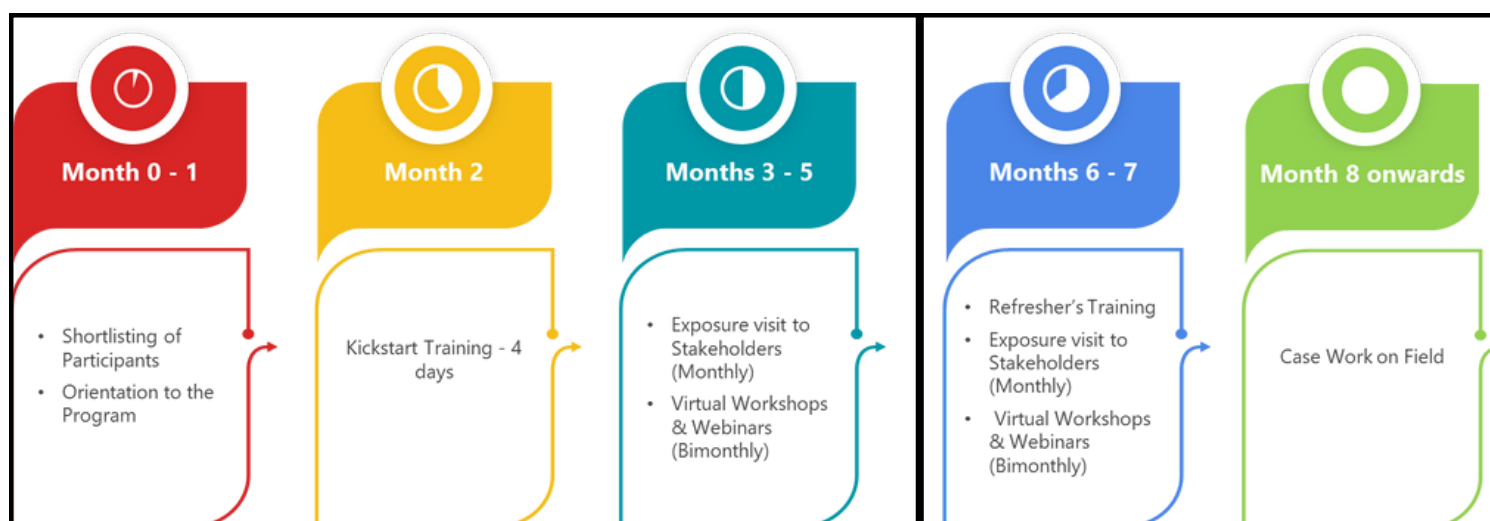 Month 0 - 1
• Shortlisting of
Participants
• Orientation to the
Program
Month 2
Kickstart Training - 4
days
Months 3 - 5
• Exposure visit to
Stakeholders
(Monthly)
• Virtual Workshops
& Webinars
(Bimonthly)
Months 6 - 7
• Refresher's Training
• Exposure visit to
Stakeholders
(Monthly)
• Virtual Workshops
& Webinars
(Bimonthly)
Month 8 onwards
Case Work on Field